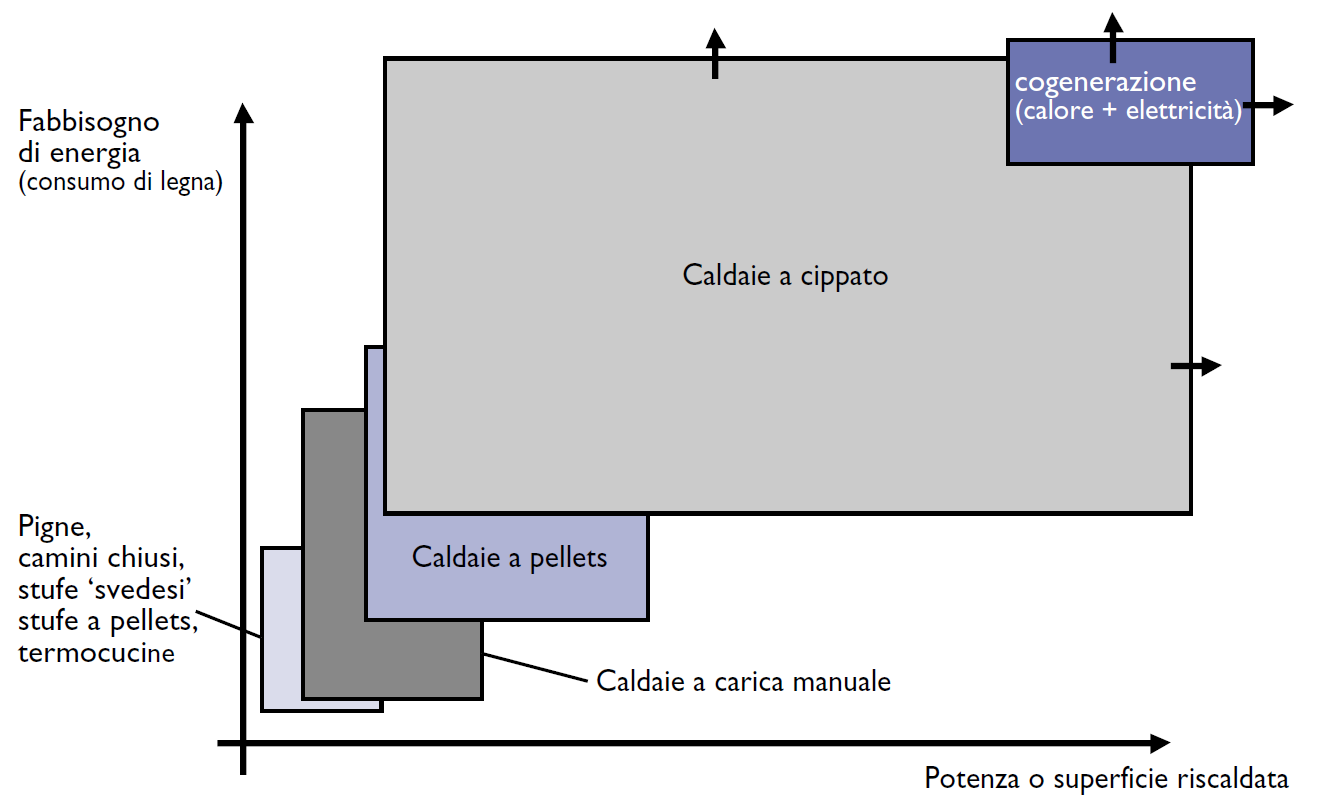 Fabbisogno
di energia
(consumo di legna)
cogenerazione
(calore + elettricità)
Caldaie a cippato
Pigne,
camini chiusi,
stufe ‘svedesi’
stufe a pellets,
termocucine
Caldaie a pellets
Caldaie a carica manuale
Potenza o superficie riscaldata